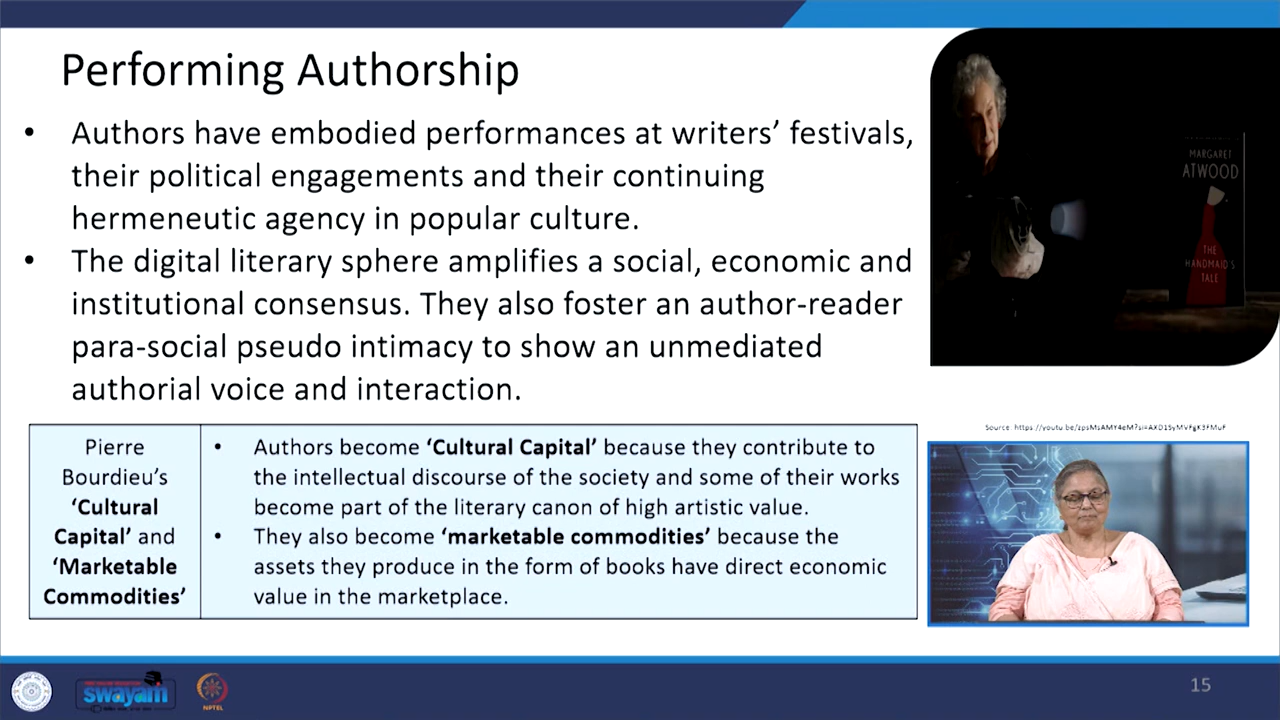 Performing Authorship
• Authors have embodied performances at writers’ festivals,
their political engagements and their continuing
hermeneutic agency in popular culture.
• The digital literary sphere amplifies a social, economic and
institutional consensus. They also foster an author-reader
para-social pseudo intimacy to show an unmediated
authorial voice and interaction.
MARGARET
ATWOOD
THE
HANDMAID'S
TALE
Pierre
Bourdieu’s
‘Cultural
Capital’ and
‘Marketable
Commodities’
• Authors become ‘Cultural Capital’ because they contribute to
the intellectual discourse of the society and some of their works
become part of the literary canon of high artistic value.
• They also become ‘marketable commodities’ because the
assets they produce in the form of books have direct economic
value in the marketplace.
swayam
NPTEL
15